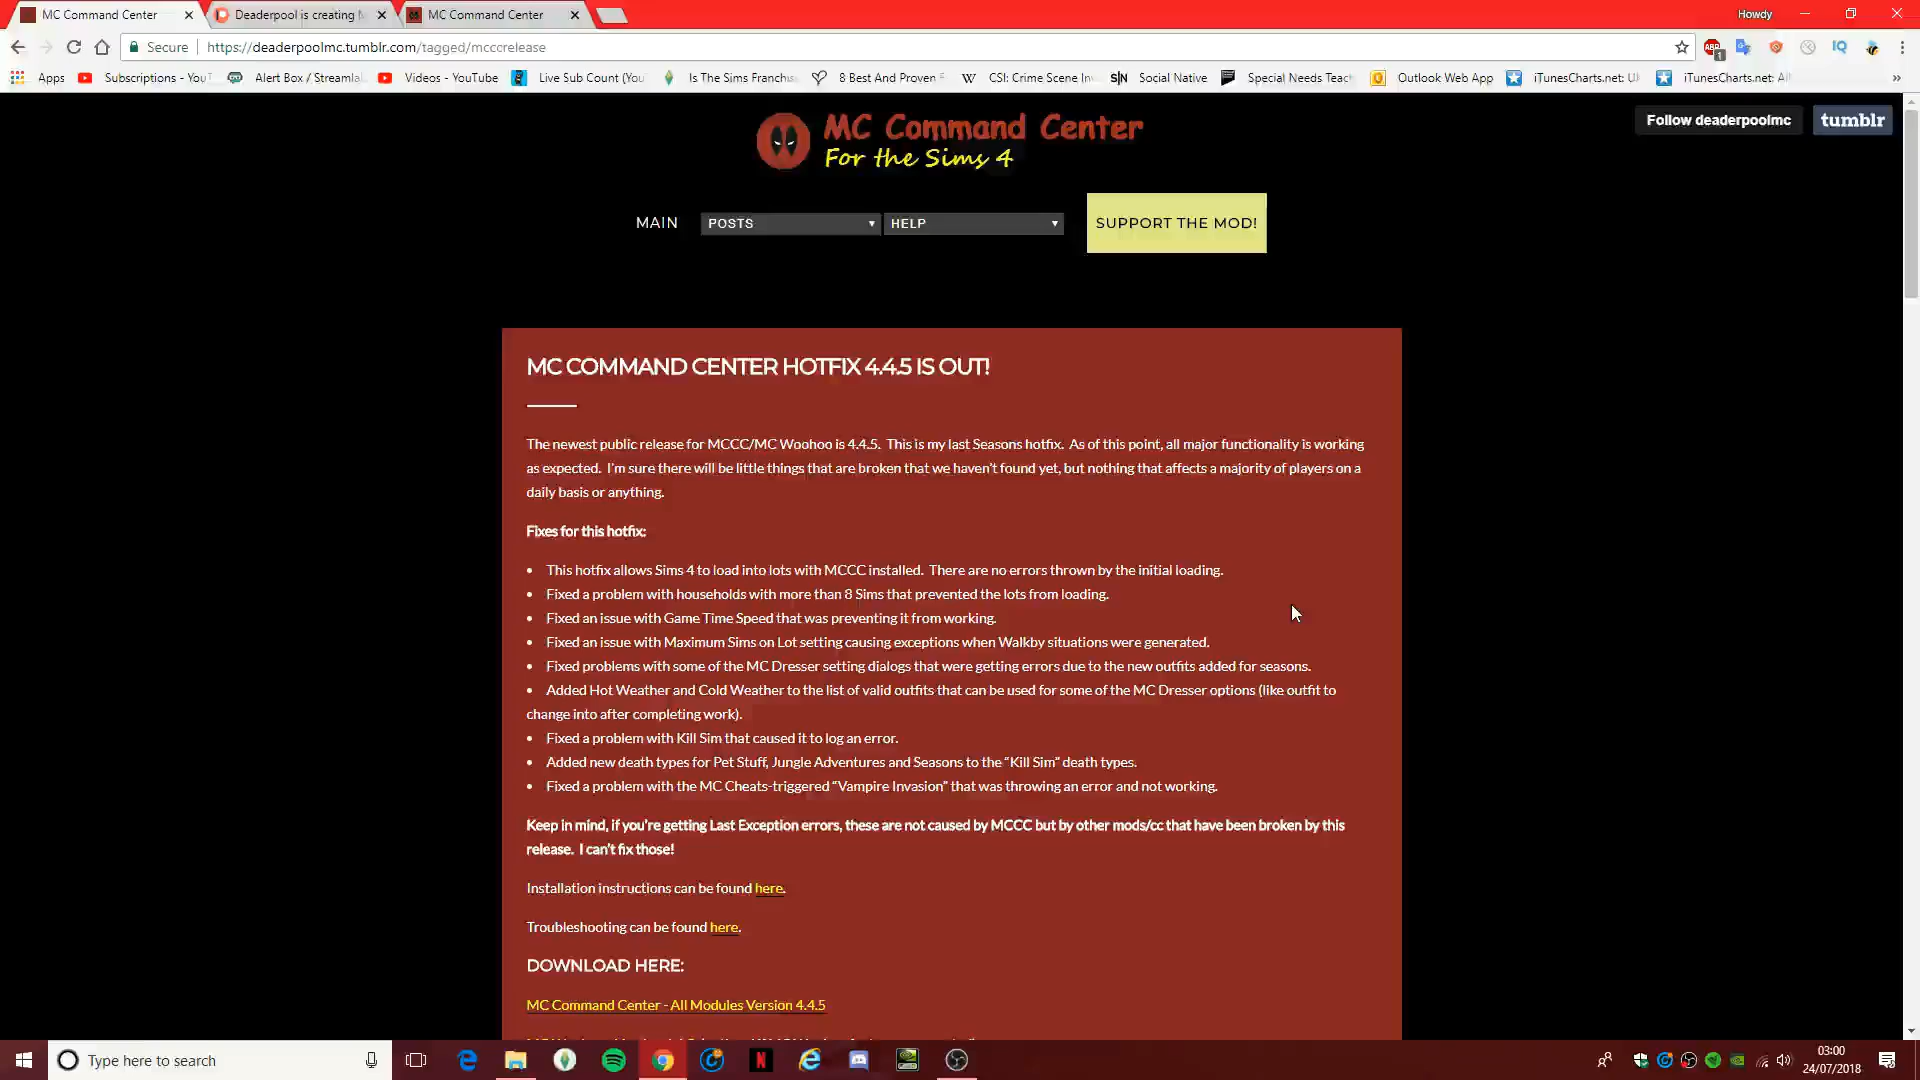 MC Command Center
Deaderpool is creating
MC Command Center
Howdy
Secure
https://deaderpoolmc.tumblr.com/tagged/mcccrelease
ABP
1
IQ
Apps
Subscriptions - You
Alert Box / Streamla
Videos - YouTube
Live Sub Count (You
Is The Sims Franchis
8 Best And Proven
W
CSI: Crime Scene In
S|N
Social Native
Special Needs Teac
Outlook Web App
iTunesCharts.net: U
iTunesCharts.net: Al
»
MC Command Center
For the Sims 4
Follow deaderpoolmc
tumblr
MAIN
POSTS
HELP
SUPPORT THE MOD!
MC COMMAND CENTER HOTFIX 4.4.5 IS OUT!
The newest public release for MCCC/MC Woohoo is 4.4.5. This is my last Seasons hotfix. As of this point, all major functionality is working
as expected. I'm sure there will be little things that are broken that we haven't found yet, but nothing that affects a majority of players on a
daily basis or anything.
Fixes for this hotfix:
• This hotfix allows Sims 4 to load into lots with MCCC installed. There are no errors thrown by the initial loading.
• Fixed a problem with households with more than 8 Sims that prevented the lots from loading.
• Fixed an issue with Game Time Speed that was preventing it from working.
• Fixed an issue with Maximum Sims on Lot setting causing exceptions when Walkby situations were generated.
• Fixed problems with some of the MC Dresser setting dialogs that were getting errors due to the new outfits added for seasons.
• Added Hot Weather and Cold Weather to the list of valid outfits that can be used for some of the MC Dresser options (like outfit to
change into after completing work).
• Fixed a problem with Kill Sim that caused it to log an error.
• Added new death types for Pet Stuff, Jungle Adventures and Seasons to the “Kill Sim” death types.
• Fixed a problem with the MC Cheats-triggered “Vampire Invasion” that was throwing an error and not working.
Keep in mind, if you're getting Last Exception errors, these are not caused by MCCC but by other mods/cc that have been broken by this
release. I can't fix those!
Installation instructions can be found here.
Troubleshooting can be found here.
DOWNLOAD HERE:
MC Command Center - All Modules Version 4.4.5
Type here to search
03:00
24/07/2018